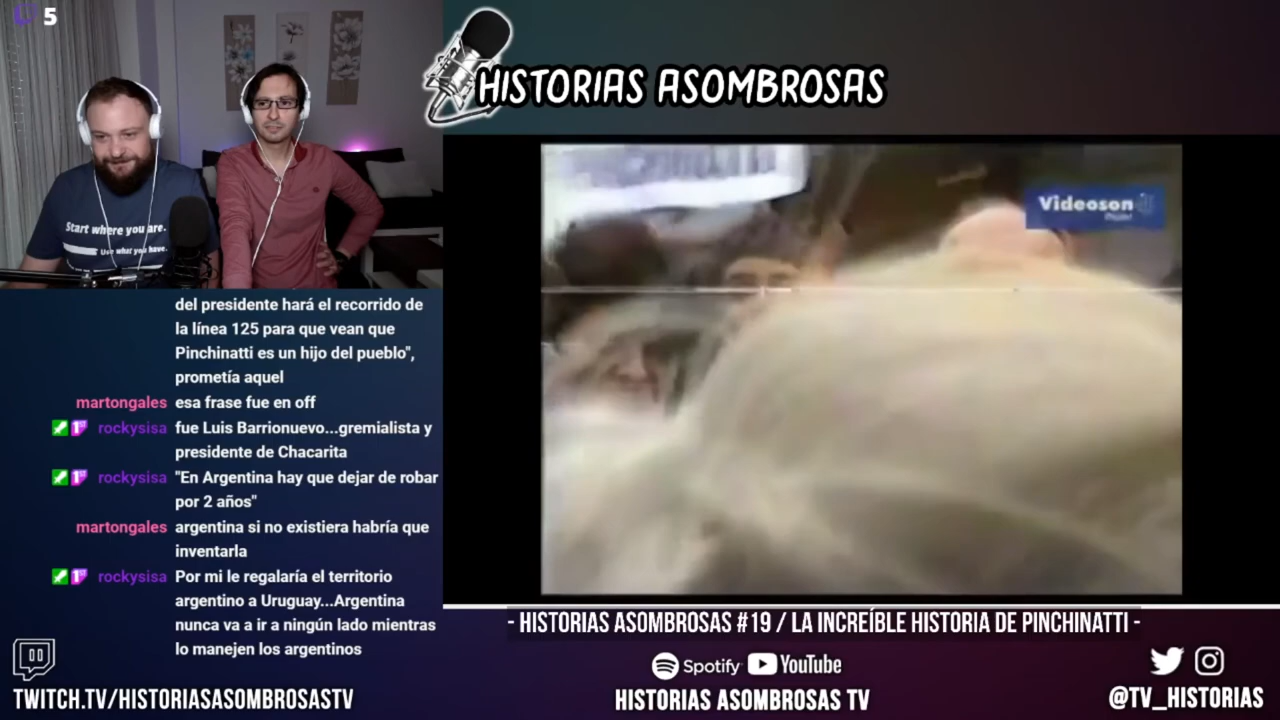 5
HISTORIAS ASOMBROSAS
Videoson
Start where you are.
Use what you have.
del presidente hará el recorrido de
la línea 125 para que vean que
Pinchinatti es un hijo del pueblo",
prometía aquel
martongales esa frase fue en off
rockysisa fue Luis Barrionuevo...gremialista y
presidente de Chacarita
rockysisa "En Argentina hay que dejar de robar
por 2 años"
martongales argentina si no existiera habría que
inventarla
rockysisa Por mi le regalaría el territorio
argentino a Uruguay...Argentina
nunca va a ir a ningún lado mientras
lo manejen los argentinos
- HISTORIAS ASOMBROSAS #19 / LA INCREÍBLE HISTORIA DE PINCHINATTI -
Spotify YouTube
TWITCH.TV/HISTORIASASOMBROSASTV
HISTORIAS ASOMBROSAS TV
@TV_HISTORIAS